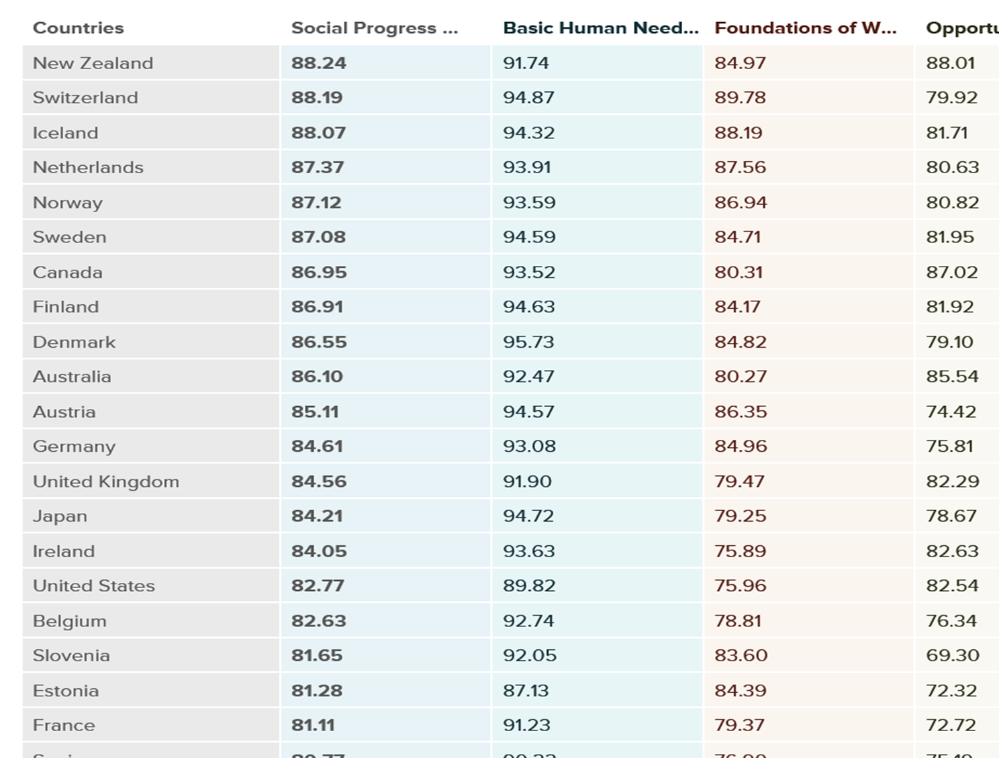 Countries Social Progress ... Basic Human Need... Foundations of W... Opportu
New Zealand 88.24 91.74 84.97 88.01
Switzerland 88.19 94.87 89.78 79.92
Iceland 88.07 94.32 88.19 81.71
Netherlands 87.37 93.91 87.56 80.63
Norway 87.12 93.59 86.94 80.82
Sweden 87.08 94.59 84.71 81.95
Canada 86.95 93.52 80.31 87.02
Finland 86.91 94.63 84.17 81.92
Denmark 86.55 95.73 84.82 79.10
Australia 86.10 92.47 80.27 85.54
Austria 85.11 94.57 86.35 74.42
Germany 84.61 93.08 84.96 75.81
United Kingdom 84.56 91.90 79.47 82.29
Japan 84.21 94.72 79.25 78.67
Ireland 84.05 93.63 75.89 82.63
United States 82.77 89.82 75.96 82.54
Belgium 82.63 92.74 78.81 76.34
Slovenia 81.65 92.05 83.60 69.30
Estonia 81.28 87.13 84.39 72.32
France 81.11 91.23 79.37 72.72